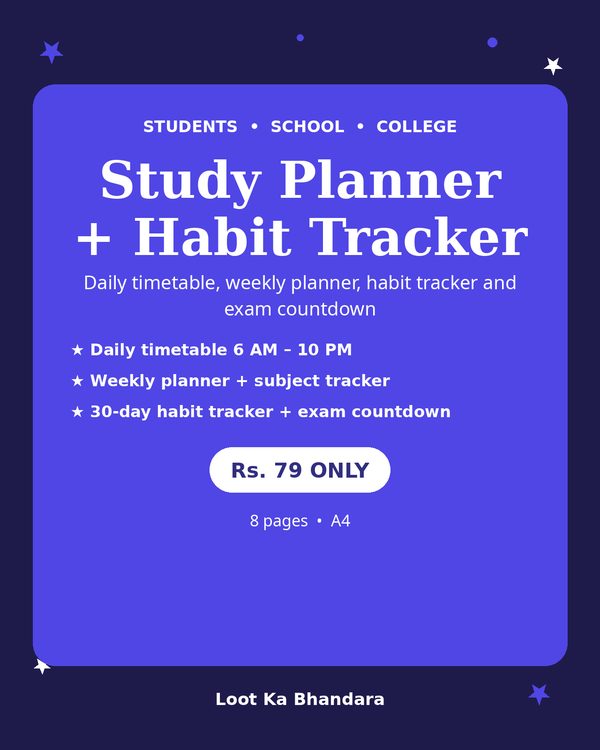 STUDENTS • SCHOOL • COLLEGE
Study Planner
+ Habit Tracker
Daily timetable, weekly planner, habit tracker and
exam countdown
★ Daily timetable 6 AM – 10 PM
★ Weekly planner + subject tracker
★ 30-day habit tracker + exam countdown
Rs. 79 ONLY
8 pages • A4
Loot Ka Bhandara